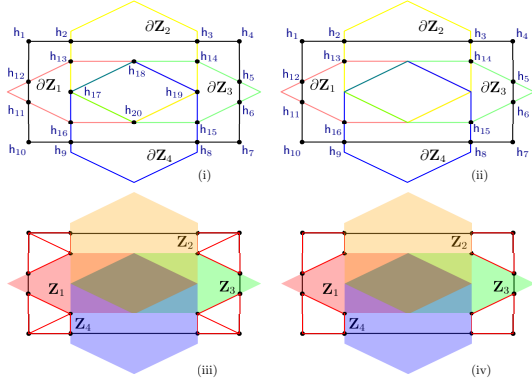 h₁ h₂ ∂Z₂ h₃ h₄
h₁₃ h₁₄
h₁₂ ∂Z₁ h₁₈ h₅
h₁₇ h₁₉ ∂Z₃
h₁₁ h₂₀ h₆
h₁₆ h₁₅
h₁₀ h₉ ∂Z₄ h₈ h₇
(i)
h₁ h₂ ∂Z₂ h₃ h₄
h₁₃ h₁₄
h₁₂ ∂Z₁ h₅
∂Z₃
h₁₁ h₆
h₁₆ h₁₅
h₁₀ h₉ ∂Z₄ h₈ h₇
(ii)
Z₂
Z₁ Z₃
Z₄
(iii)
Z₂
Z₁ Z₃
Z₄
(iv)